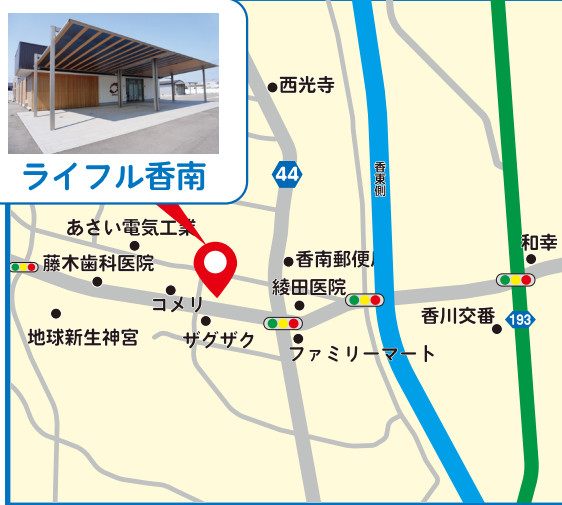 ライフル香南
西光寺
44
香東側
あさい電気工業
和幸
藤木歯科医院
香南郵便
綾田医院
コメリ
香川交番
193
地球新生神宮
ザグザク
ファミリーマート